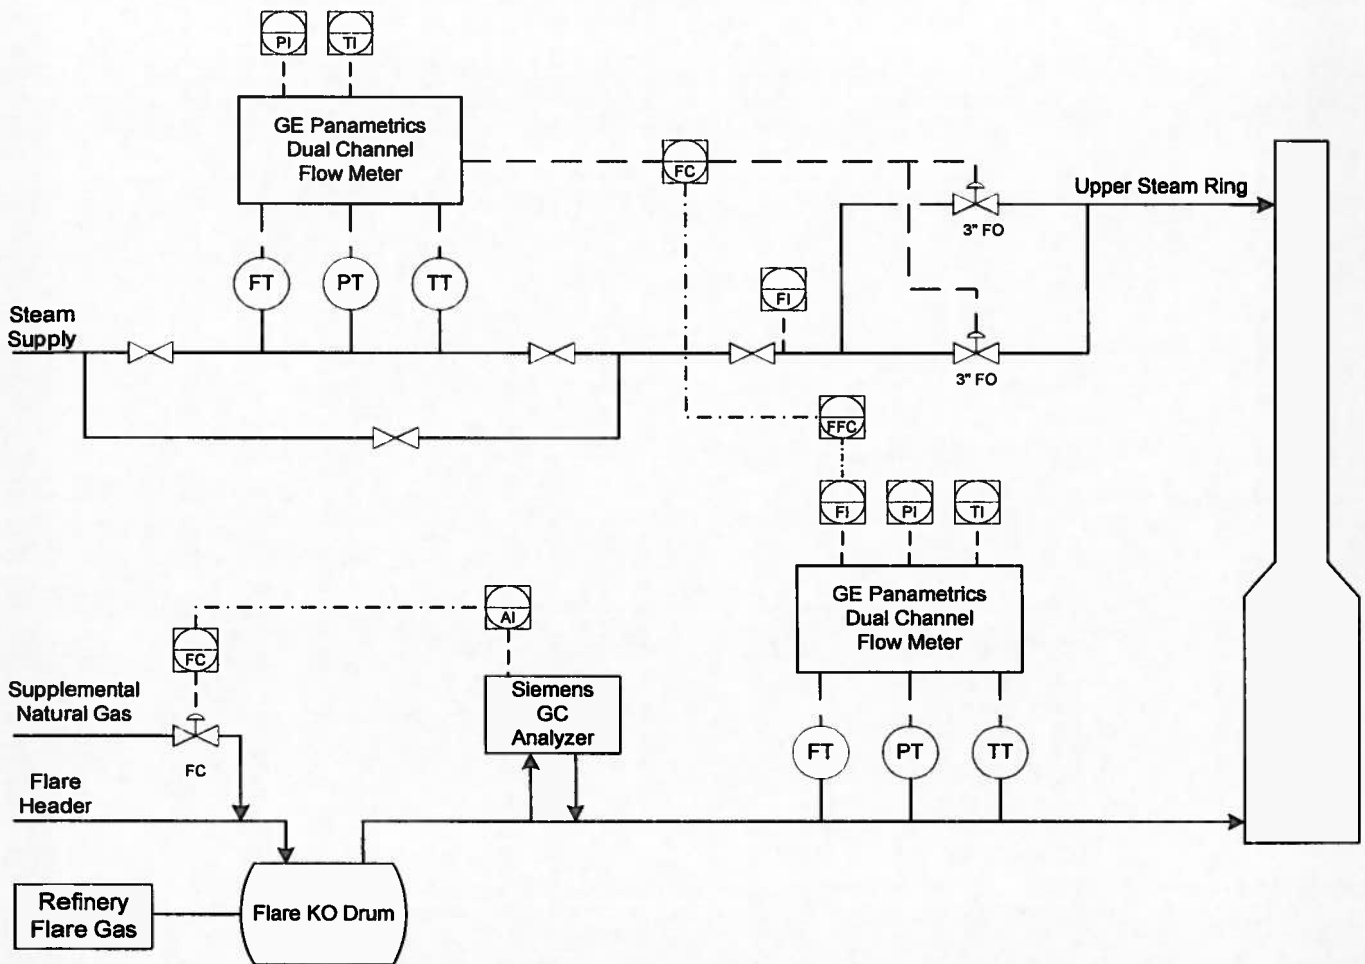 PI
TI
GE Panametrics
Dual Channel
Flow Meter
FC
Upper Steam Ring
3" FO
FT
PT
TT
FI
Steam
Supply
3" FO
FFC
FI
PI
TI
GE Panametrics
Dual Channel
Flow Meter
AI
FC
Supplemental
Natural Gas
Siemens
GC
Analyzer
FC
FT
PT
TT
Flare
Header
Refinery
Flare Gas
Flare KO Drum